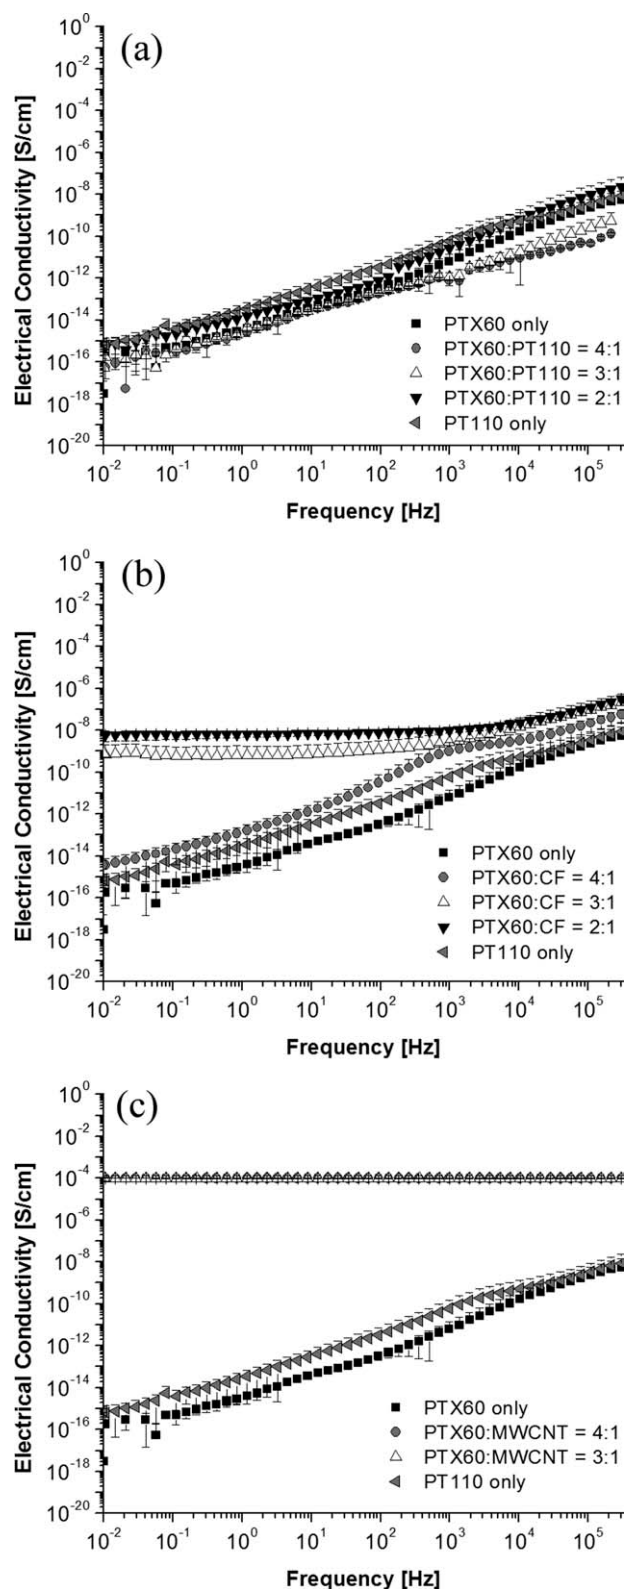 (a)
Electrical Conductivity [S/cm]
10^0
10^-2
10^-4
10^-6
10^-8
10^-10
10^-12
10^-14
10^-16
10^-18
10^-20
PTX60 only
PTX60:PT110 = 4:1
PTX60:PT110 = 3:1
PTX60:PT110 = 2:1
PT110 only
10^-2 10^-1 10^0 10^1 10^2 10^3 10^4 10^5
Frequency [Hz]
(b)
Electrical Conductivity [S/cm]
10^0
10^-2
10^-4
10^-6
10^-8
10^-10
10^-12
10^-14
10^-16
10^-18
10^-20
PTX60 only
PTX60:CF = 4:1
PTX60:CF = 3:1
PTX60:CF = 2:1
PT110 only
10^-2 10^-1 10^0 10^1 10^2 10^3 10^4 10^5
Frequency [Hz]
(c)
Electrical Conductivity [S/cm]
10^0
10^-2
10^-4
10^-6
10^-8
10^-10
10^-12
10^-14
10^-16
10^-18
10^-20
PTX60 only
PTX60:MWCNT = 4:1
PTX60:MWCNT = 3:1
PT110 only
10^-2 10^-1 10^0 10^1 10^2 10^3 10^4 10^5
Frequency [Hz]